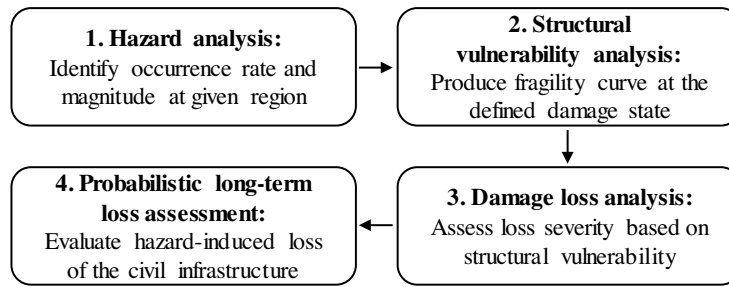 1. Hazard analysis:
Identify occurrence rate and
magnitude at given region
2. Structural
vulnerability analysis:
Produce fragility curve at the
defined damage state
3. Damage loss analysis:
Assess loss severity based on
structural vulnerability
4. Probabilistic long-term
loss assessment:
Evaluate hazard-induced loss
of the civil infrastructure